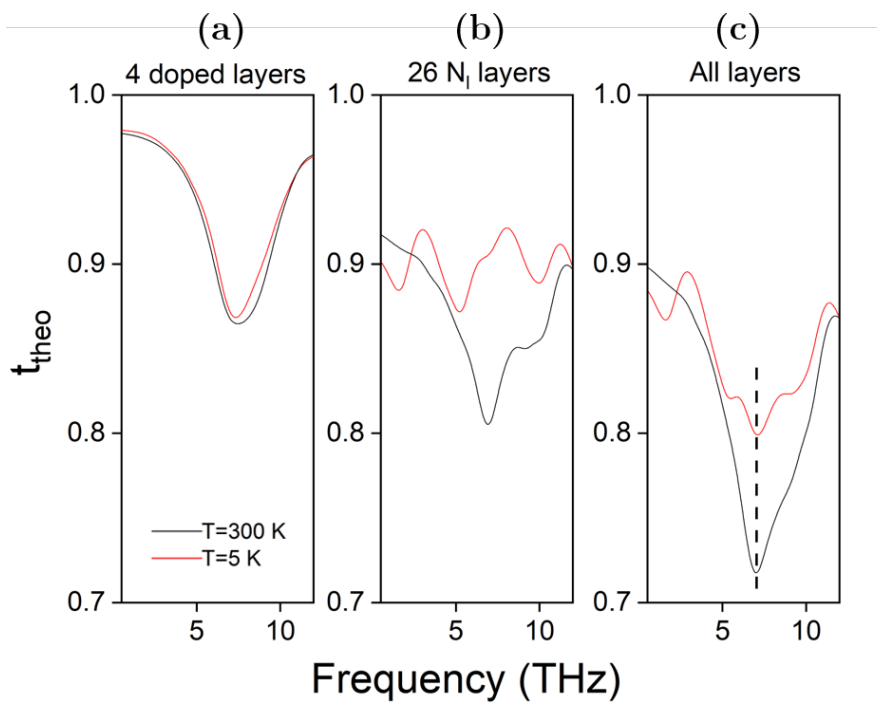 (a) (b) (c)
4 doped layers 26 N_l layers All layers
1.0 1.0 1.0
0.9 0.9 0.9
0.8 0.8 0.8
0.7 0.7 0.7
t_theo
T=300 K
T=5 K
5 10 5 10 5 10
Frequency (THz)